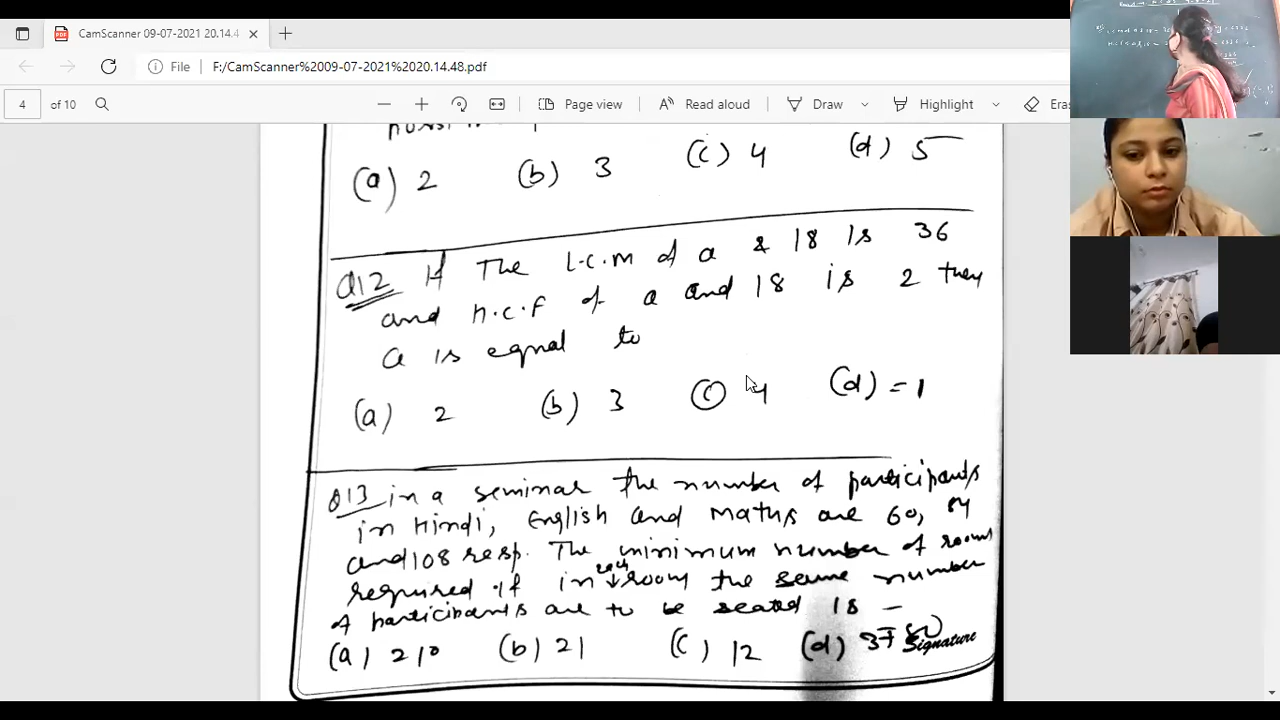 CamScanner 09-07-2021 20.14.4
File F:/CamScanner%2009-07-2021%2020.14.48.pdf
4 of 10 Page view Read aloud Draw Highlight Eras
(a) 2 (b) 3 (c) 4 (d) 5
Q12 If The L.C.M of a & 18 is 36
and H.C.F of a and 18 is 2 then
a is equal to
(a) 2 (b) 3 (c) 4 (d) = 1
Q13 in a seminar the number of participants
in Hindi, English and Maths are 60, 84
and 108 resp. The minimum number of rooms
required if in each room the same number
of participants are to be seated is -
(a) 210 (b) 21 (c) 12 (d)
Signature